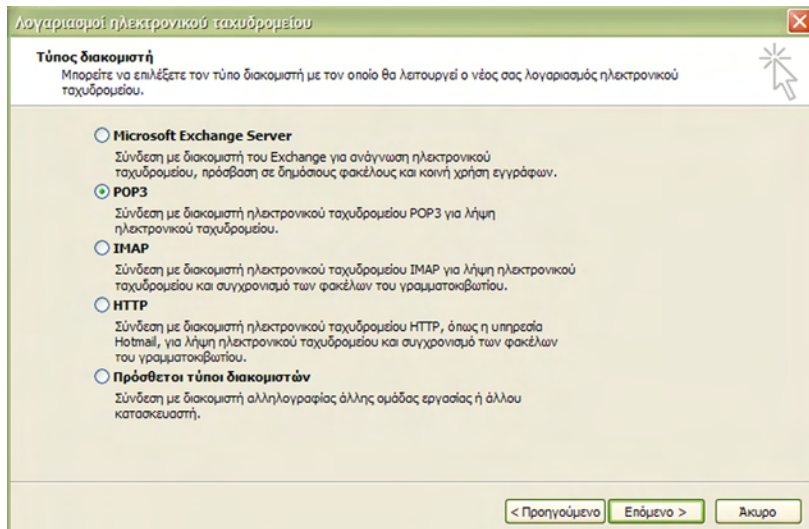 Λογαριασμοί ηλεκτρονικού ταχυδρομείου
Τύπος διακομιστή
Μπορείτε να επιλέξετε τον τύπο διακομιστή με τον οποίο θα λειτουργεί ο νέος σας λογαριασμός ηλεκτρονικού
ταχυδρομείου.
Microsoft Exchange Server
Σύνδεση με διακομιστή του Exchange για ανάγνωση ηλεκτρονικού
ταχυδρομείου, πρόσβαση σε δημόσιους φακέλους και κοινή χρήση εγγράφων.
POP3
Σύνδεση με διακομιστή ηλεκτρονικού ταχυδρομείου POP3 για λήψη
ηλεκτρονικού ταχυδρομείου.
IMAP
Σύνδεση με διακομιστή ηλεκτρονικού ταχυδρομείου IMAP για λήψη ηλεκτρονικού
ταχυδρομείου και συγχρονισμό των φακέλων του γραμματοκιβωτίου.
HTTP
Σύνδεση με διακομιστή ηλεκτρονικού ταχυδρομείου HTTP, όπως η υπηρεσία
Hotmail, για λήψη ηλεκτρονικού ταχυδρομείου και συγχρονισμό των φακέλων
του γραμματοκιβωτίου.
Πρόσθετοι τύποι διακομιστών
Σύνδεση με διακομιστή αλληλογραφίας άλλης ομάδας εργασίας ή άλλου
κατασκευαστή.
< Προηγούμενο Επόμενο > Άκυρο